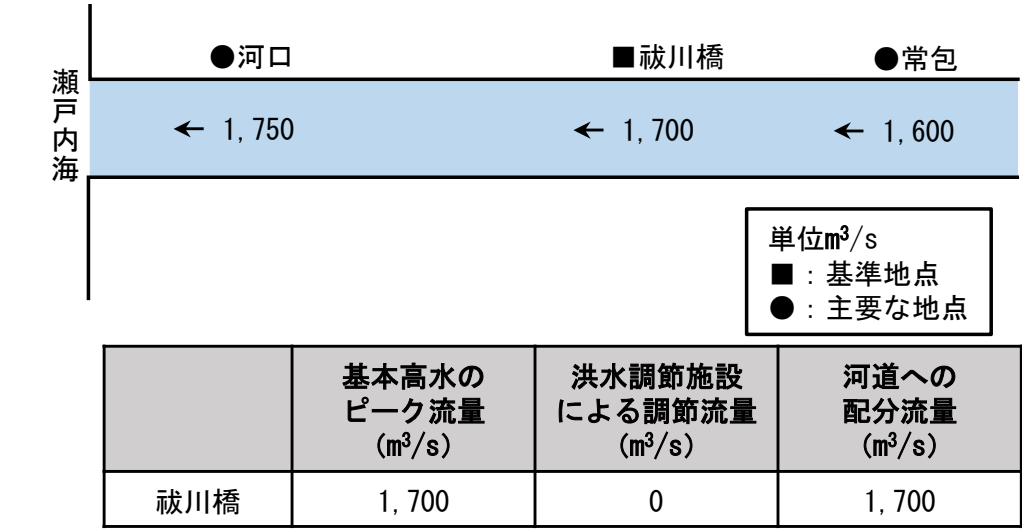 ●河口
■祓川橋
●常包
瀬戸内海
← 1,750
← 1,700
← 1,600
単位m³/s
■：基準地点
●：主要な地点
基本高水の
ピーク流量
(m³/s)
洪水調節施設
による調節流量
(m³/s)
河道への
配分流量
(m³/s)
祓川橋
1,700
0
1,700